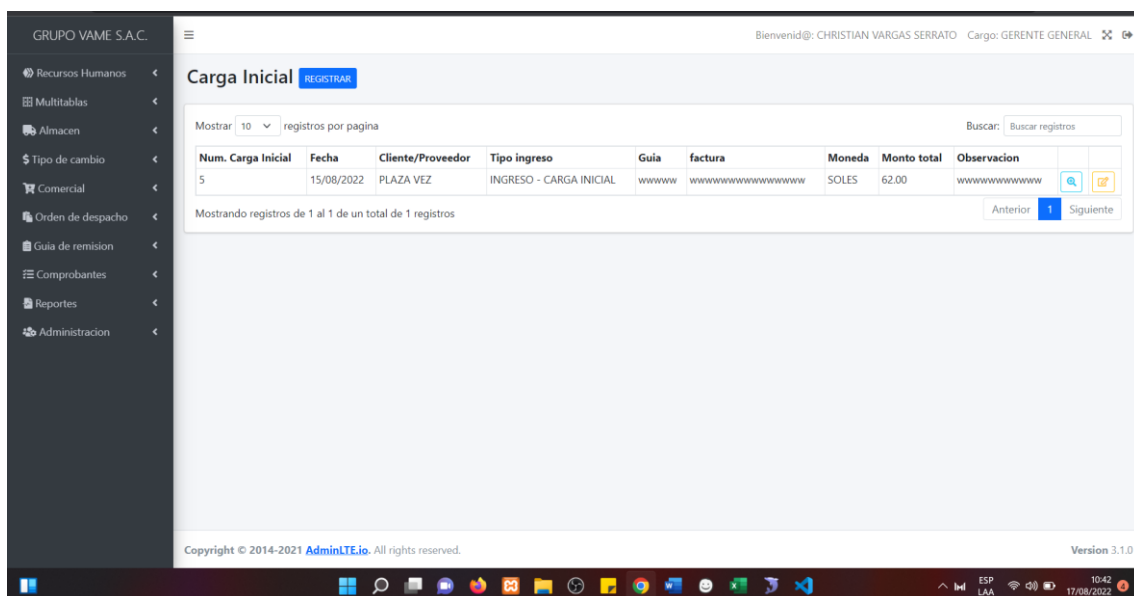 GRUPO VAME S.A.C.
Bienvenid@: CHRISTIAN VARGAS SERRATO Cargo: GERENTE GENERAL
Recursos Humanos
Multitablas
Almacen
Tipo de cambio
Comercial
Orden de despacho
Guia de remision
Comprobantes
Reportes
Administracion
Carga Inicial REGISTRAR
Mostrar 10 registros por pagina
Buscar: Buscar registros
Num. Carga Inicial Fecha Cliente/Proveedor Tipo ingreso Guia factura Moneda Monto total Observacion
5 15/08/2022 PLAZA VEZ INGRESO - CARGA INICIAL wwwww wwwwwwwwwwwwwww SOLES 62.00 wwwwwwwwwww
Mostrando registros de 1 al 1 de un total de 1 registros
Anterior 1 Siguiente
Copyright © 2014-2021 AdminLTE.io. All rights reserved.
Version 3.1.0
ESP
LAA
10:42
17/08/2022
4